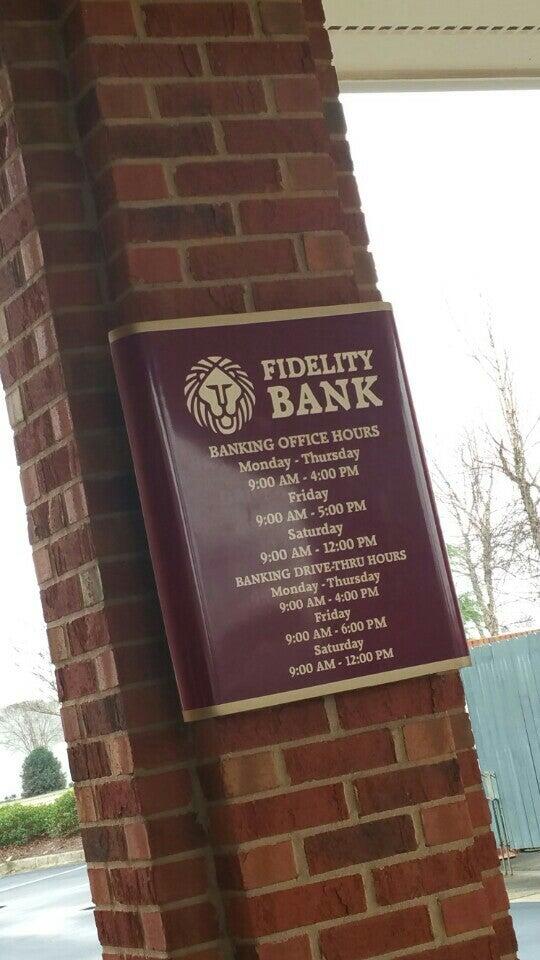 FIDELITY
BANK
BANKING OFFICE HOURS
Monday - Thursday
9:00 AM - 4:00 PM
Friday
9:00 AM - 5:00 PM
Saturday
9:00 AM - 12:00 PM
BANKING DRIVE-THRU HOURS
Monday - Thursday
9:00 AM - 4:00 PM
Friday
9:00 AM - 6:00 PM
Saturday
9:00 AM - 12:00 PM